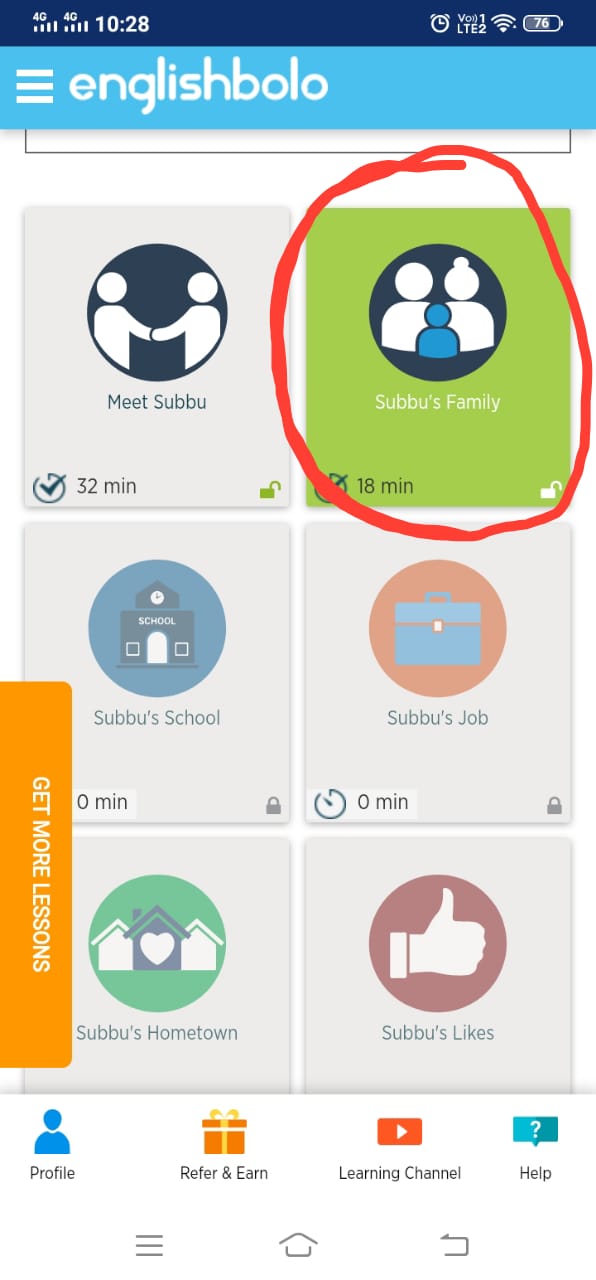 4G 4G 10:28 Vo)) 1 LTE2 76
englishbolo
Meet Subbu
Subbu's Family
32 min
18 min
SCHOOL
Subbu's School
Subbu's Job
0 min
0 min
GET MORE LESSONS
Subbu's Hometown
Subbu's Likes
?
Profile
Refer & Earn
Learning Channel
Help